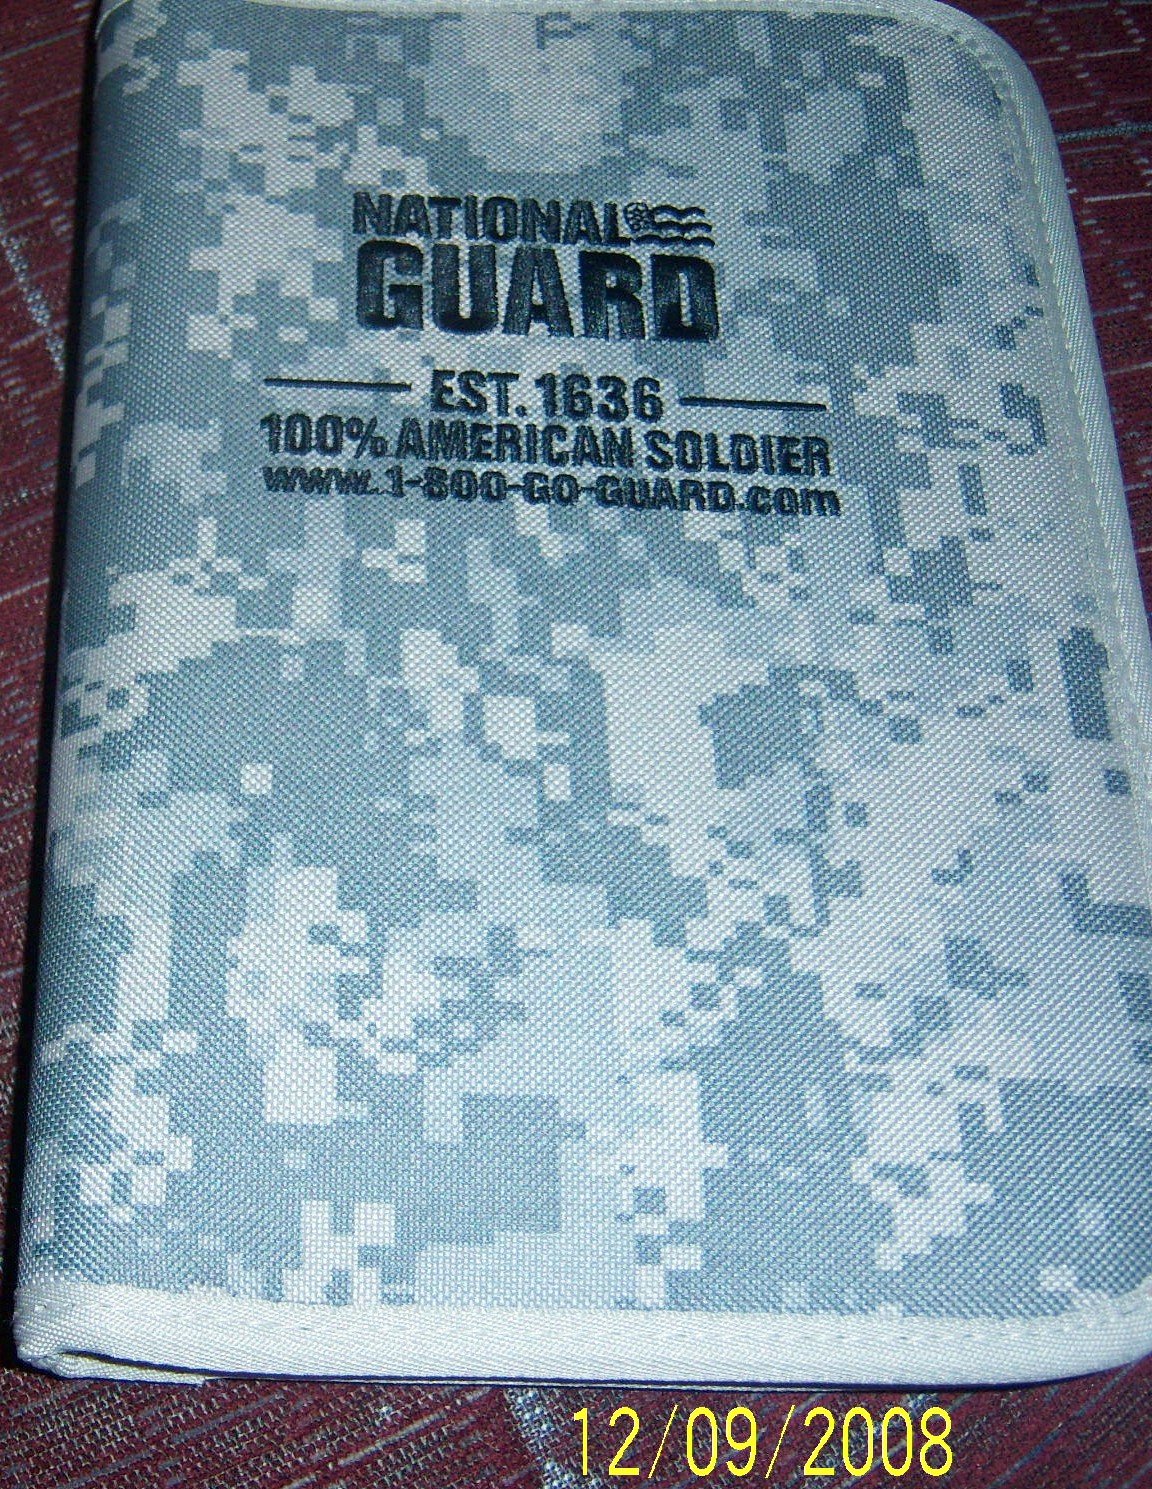 NATIONAL
GUARD
EST. 1636
100% AMERICAN SOLDIER
www.1-800-GO-GUARD.com
12/09/2008